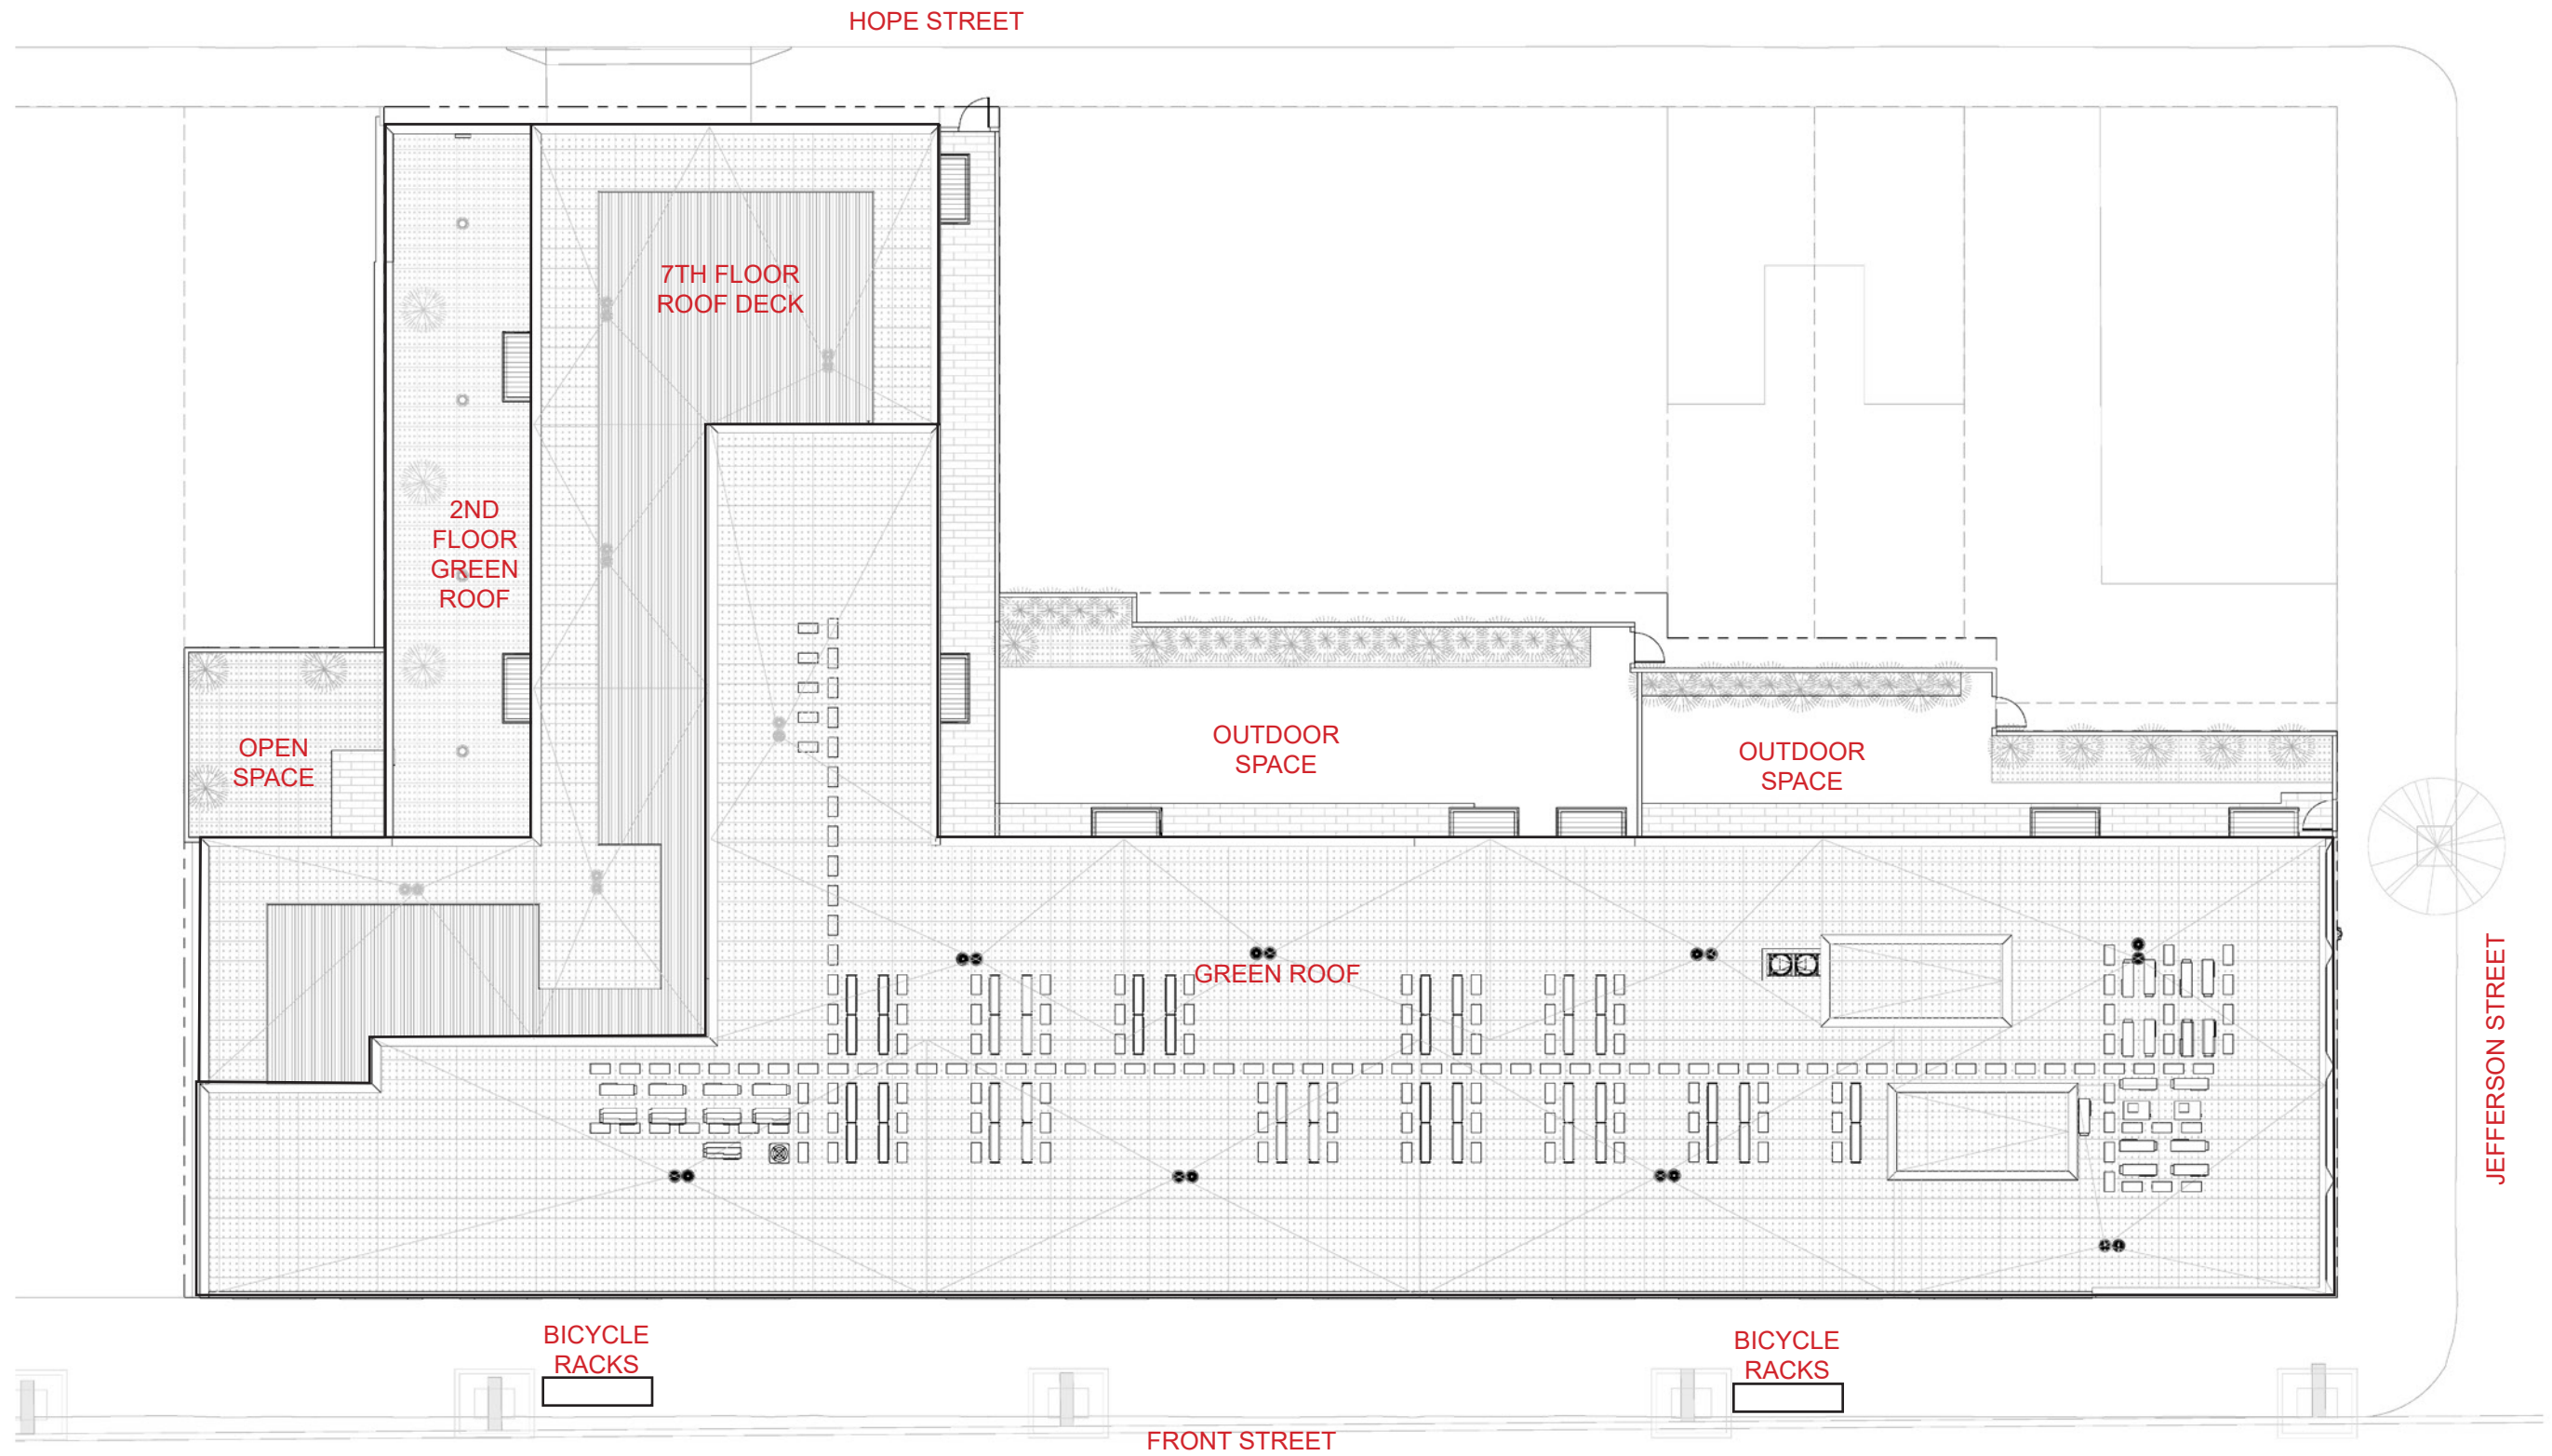 HOPE STREET
7TH FLOOR
ROOF DECK
2ND
FLOOR
GREEN
ROOF
OPEN
SPACE
OUTDOOR
SPACE
OUTDOOR
SPACE
GREEN ROOF
JEFFERSON STREET
BICYCLE
RACKS
BICYCLE
RACKS
FRONT STREET